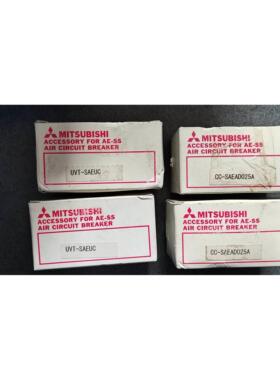 MITSUBISHI
ACCESSORY FOR AE-SS
AIR CIRCUIT BREAKER
UVT-SAEUC
MITSUBISHI
ACCESSORY FOR AE-SS
AIR CIRCUIT BREAKER
CC-SAEAD025A
MITSUBISHI
ACCESSORY FOR AE-SS
AIR CIRCUIT BREAKER
UVT-SAEUC
MITSUBISHI
ACCESSORY FOR AE-SS
AIR CIRCUIT BREAKER
CC-SAEAD025A